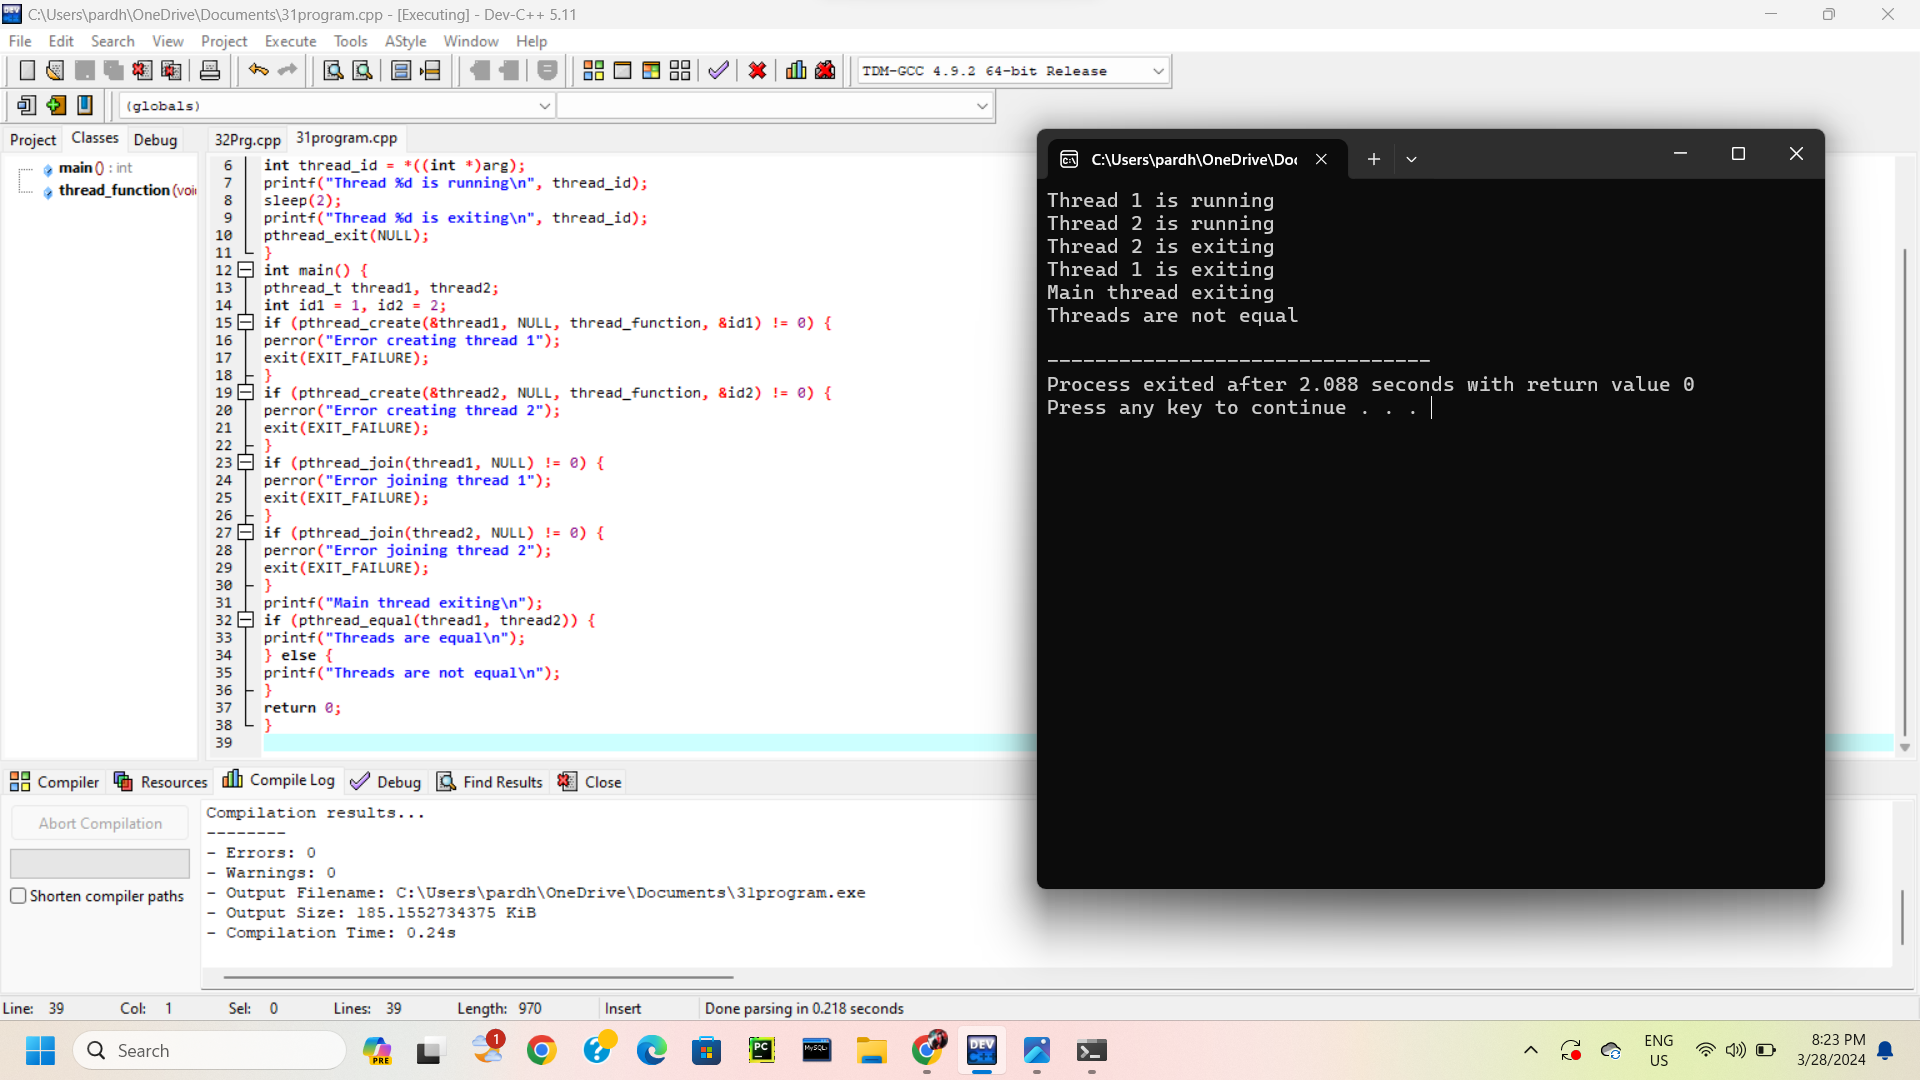 C:\Users\pardh\OneDrive\Documents\31program.cpp - [Executing] - Dev-C++ 5.11
File Edit Search View Project Execute Tools AStyle Window Help
TDM-GCC 4.9.2 64-bit Release
(globals)
Project Classes Debug
32Prg.cpp 31program.cpp
main () : int
thread_function (voi
6 int thread_id = *((int *)arg);
7 printf("Thread %d is running\n", thread_id);
8 sleep(2);
9 printf("Thread %d is exiting\n", thread_id);
10 pthread_exit(NULL);
11 }
12 int main() {
13 pthread_t thread1, thread2;
14 int id1 = 1, id2 = 2;
15 if (pthread_create(&thread1, NULL, thread_function, &id1) != 0) {
16 perror("Error creating thread 1");
17 exit(EXIT_FAILURE);
18 }
19 if (pthread_create(&thread2, NULL, thread_function, &id2) != 0) {
20 perror("Error creating thread 2");
21 exit(EXIT_FAILURE);
22 }
23 if (pthread_join(thread1, NULL) != 0) {
24 perror("Error joining thread 1");
25 exit(EXIT_FAILURE);
26 }
27 if (pthread_join(thread2, NULL) != 0) {
28 perror("Error joining thread 2");
29 exit(EXIT_FAILURE);
30 }
31 printf("Main thread exiting\n");
32 if (pthread_equal(thread1, thread2)) {
33 printf("Threads are equal\n");
34 } else {
35 printf("Threads are not equal\n");
36 }
37 return 0;
38 }
39
C:\Users\pardh\OneDrive\Doc
Thread 1 is running
Thread 2 is running
Thread 2 is exiting
Thread 1 is exiting
Main thread exiting
Threads are not equal
--------------------------------
Process exited after 2.088 seconds with return value 0
Press any key to continue . . .
Compiler Resources Compile Log Debug Find Results Close
Abort Compilation
Shorten compiler paths
Compilation results...
--------
- Errors: 0
- Warnings: 0
- Output Filename: C:\Users\pardh\OneDrive\Documents\31program.exe
- Output Size: 185.1552734375 KiB
- Compilation Time: 0.24s
Line: 39 Col: 1 Sel: 0 Lines: 39 Length: 970 Insert Done parsing in 0.218 seconds
Search
PRE
1
PC
MySQL
DEV C++
ENG
US
8:23 PM
3/28/2024